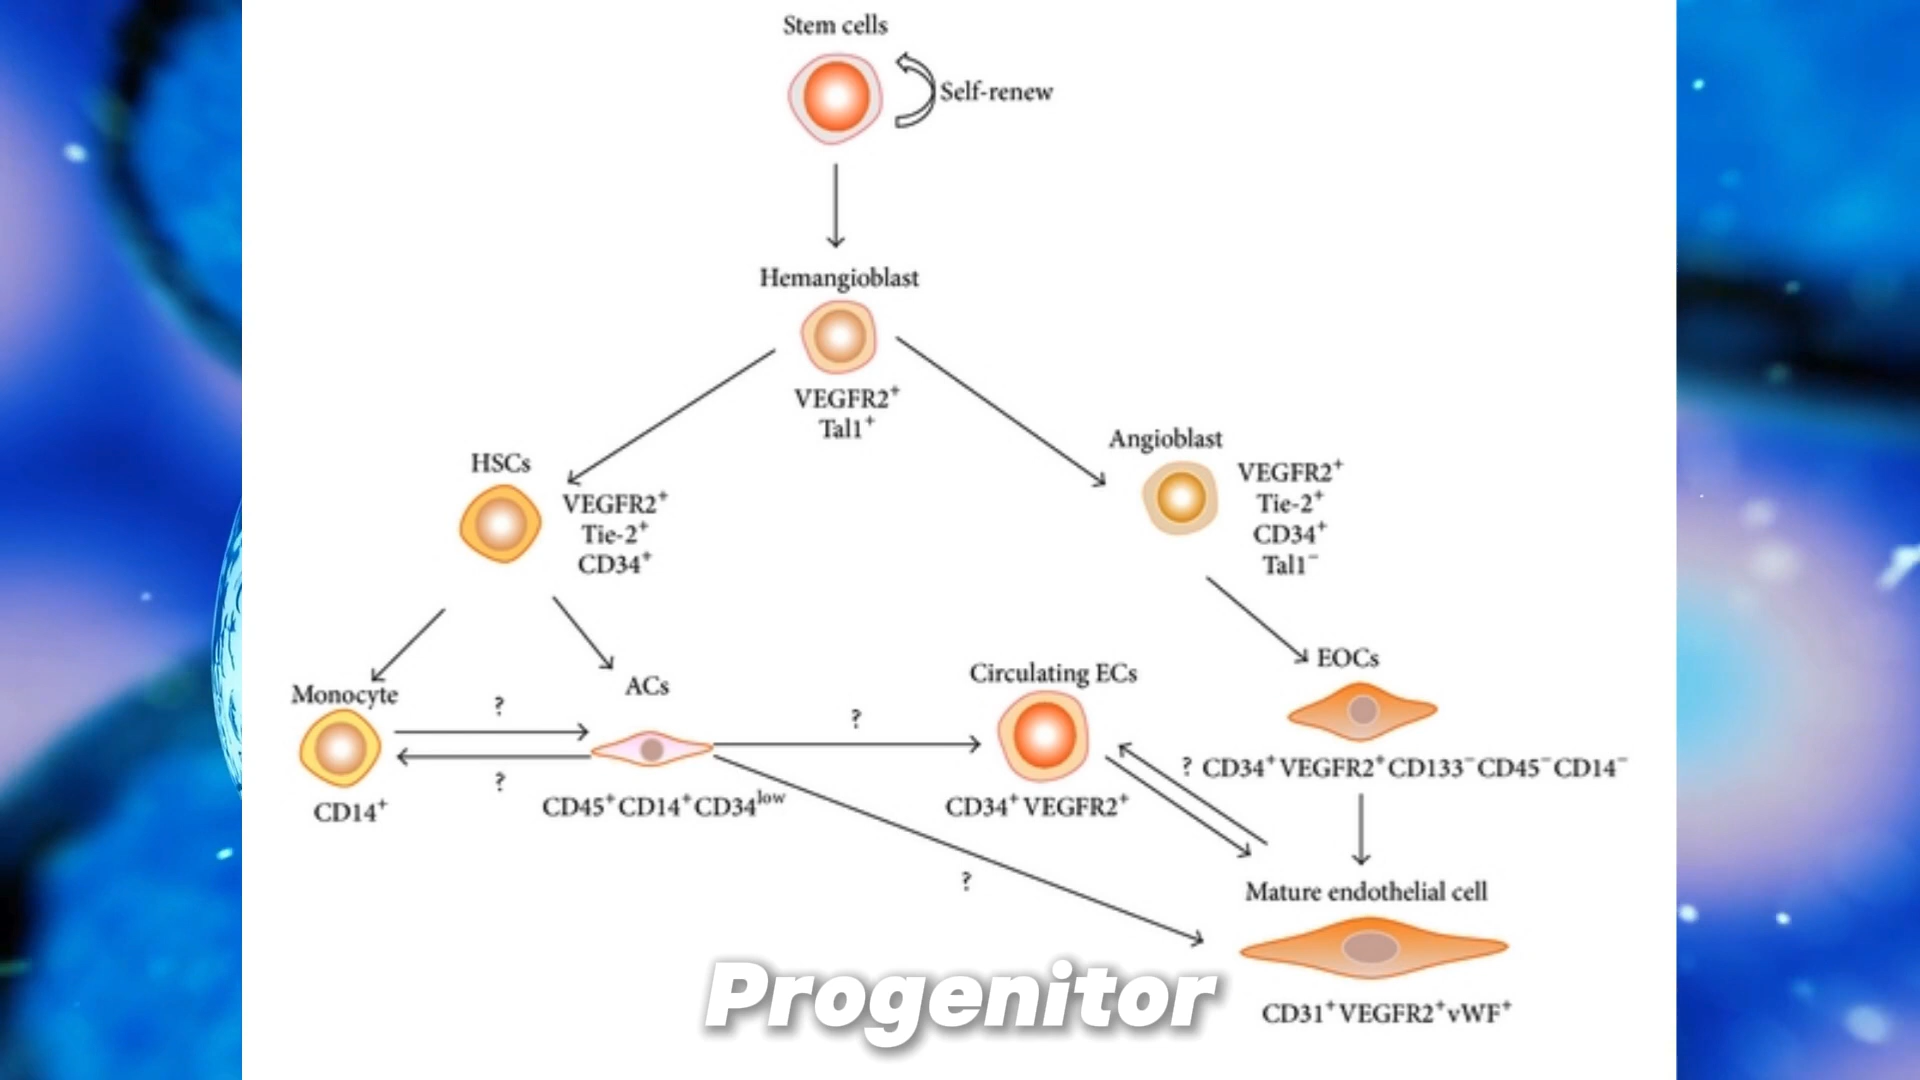 Stem cells
Self-renew
Hemangioblast
VEGFR2⁺
Tal1⁺
HSCs
VEGFR2⁺
Tie-2⁺
CD34⁺
Angioblast
VEGFR2⁺
Tie-2⁺
CD34⁺
Tal1⁻
Monocyte
CD14⁺
?
?
ACs
CD45⁺CD14⁺CD34ˡᵒʷ
?
?
Circulating ECs
CD34⁺VEGFR2⁺
EOCs
? CD34⁺VEGFR2⁺CD133⁻CD45⁻CD14⁻
Mature endothelial cell
CD31⁺VEGFR2⁺vWF⁺
Progenitor